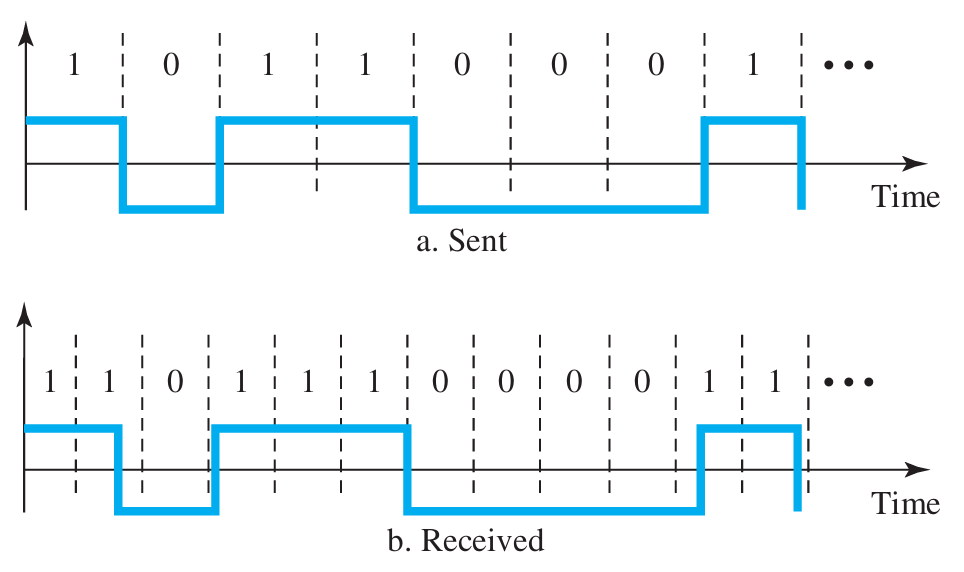 1 0 1 1 0 0 0 1 •••
Time
a. Sent
1 1 0 1 1 1 0 0 0 0 1 1 •••
Time
b. Received